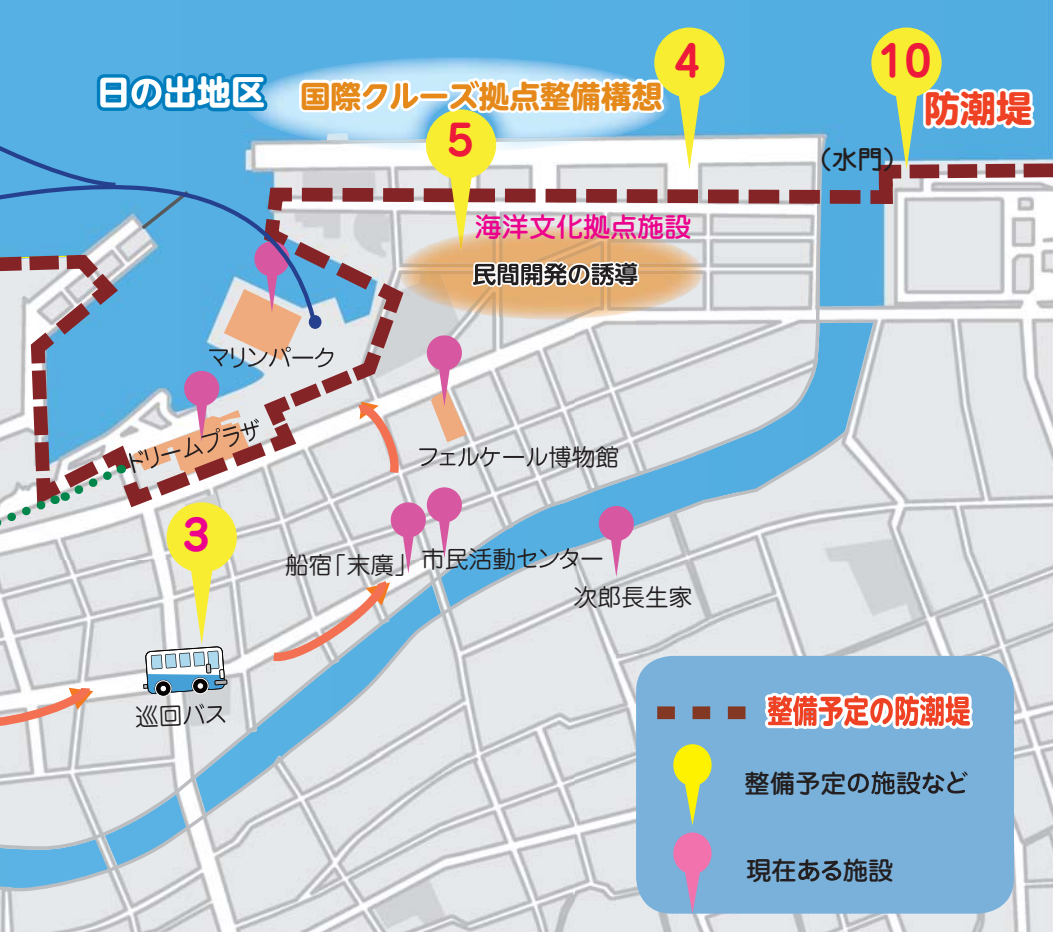 4
10
日の出地区
国際クルーズ拠点整備構想
防潮堤
5
（水門）
海洋文化拠点施設
民間開発の誘導
マリンパーク
ドリームプラザ
フェルケール博物館
3
船宿「末廣」
市民活動センター
次郎長生家
巡回バス
整備予定の防潮堤
整備予定の施設など
現在ある施設